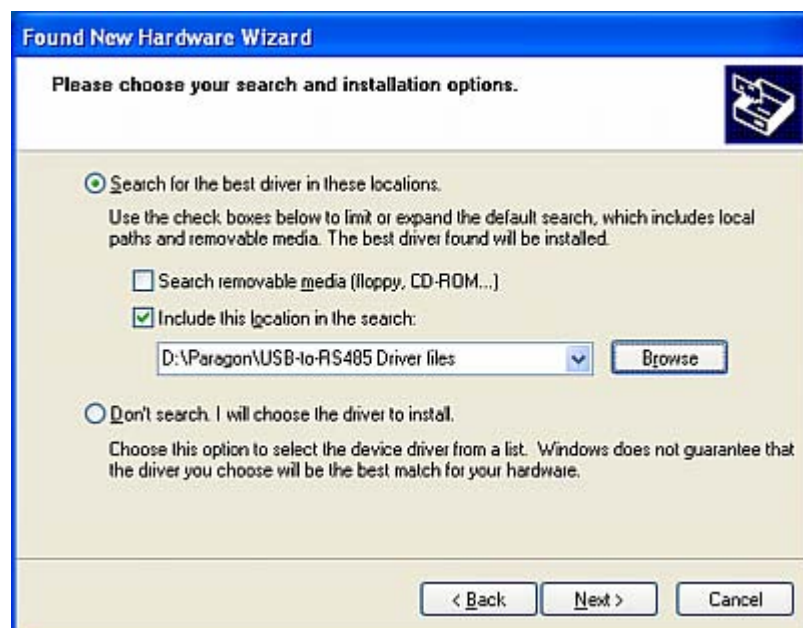 Found New Hardware Wizard
Please choose your search and installation options.
Search for the best driver in these locations.
Use the check boxes below to limit or expand the default search, which includes local
paths and removable media. The best driver found will be installed.
Search removable media (floppy, CD-ROM...)
Include this location in the search:
D:\Paragon\USB-to-RS485 Driver files
Browse
Don't search. I will choose the driver to install.
Choose this option to select the device driver from a list. Windows does not guarantee that
the driver you choose will be the best match for your hardware.
< Back Next > Cancel